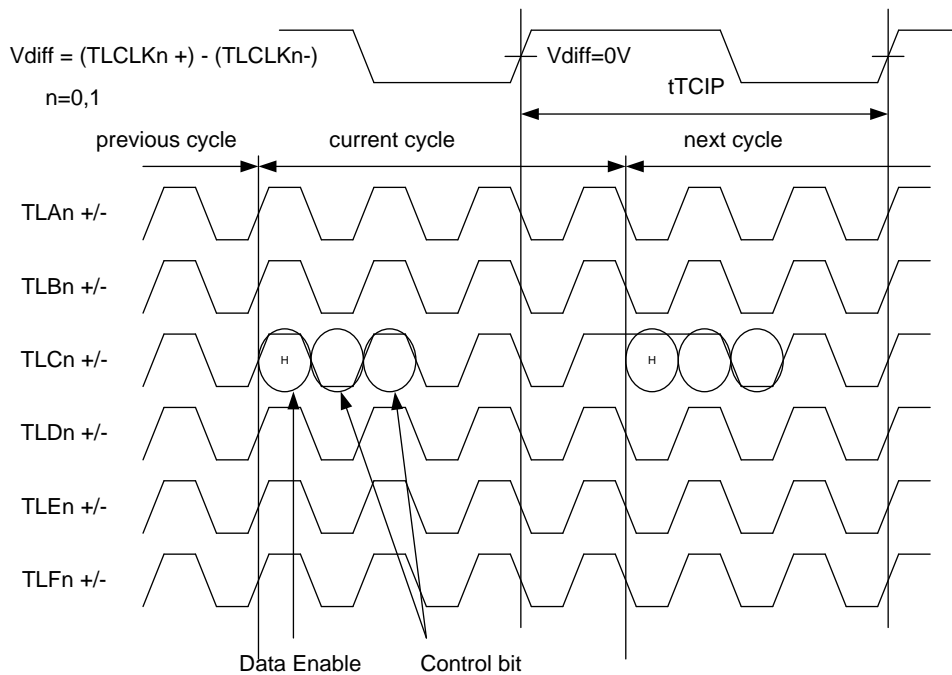 Vdiff = (TLCLKn +) - (TLCLKn-)
Vdiff=0V
n=0,1
tTCIP
previous cycle
current cycle
next cycle
TLAn +/-
TLBn +/-
TLCn +/-
H
H
TLDn +/-
TLEn +/-
TLFn +/-
Data Enable
Control bit